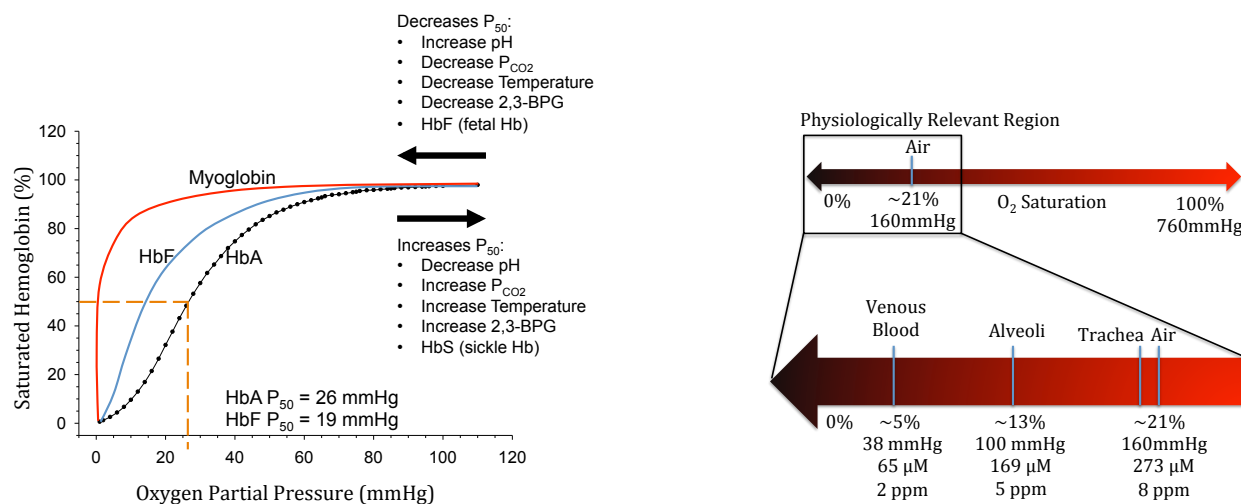 Decreases P50:
• Increase pH
• Decrease PCO2
• Decrease Temperature
• Decrease 2,3-BPG
• HbF (fetal Hb)
120
100
80
60
40
20
0
Saturated Hemoglobin (%)
Myoglobin
HbF
HbA
Increases P50:
• Decrease pH
• Increase PCO2
• Increase Temperature
• Increase 2,3-BPG
• HbS (sickle Hb)
HbA P50 = 26 mmHg
HbF P50 = 19 mmHg
0 20 40 60 80 100 120
Oxygen Partial Pressure (mmHg)
Physiologically Relevant Region
Air
0%
~21%
160mmHg
O2 Saturation
100%
760mmHg
Venous
Blood
Alveoli
Trachea
Air
0%
~5%
38 mmHg
65 µM
2 ppm
~13%
100 mmHg
169 µM
5 ppm
~21%
160mmHg
273 µM
8 ppm